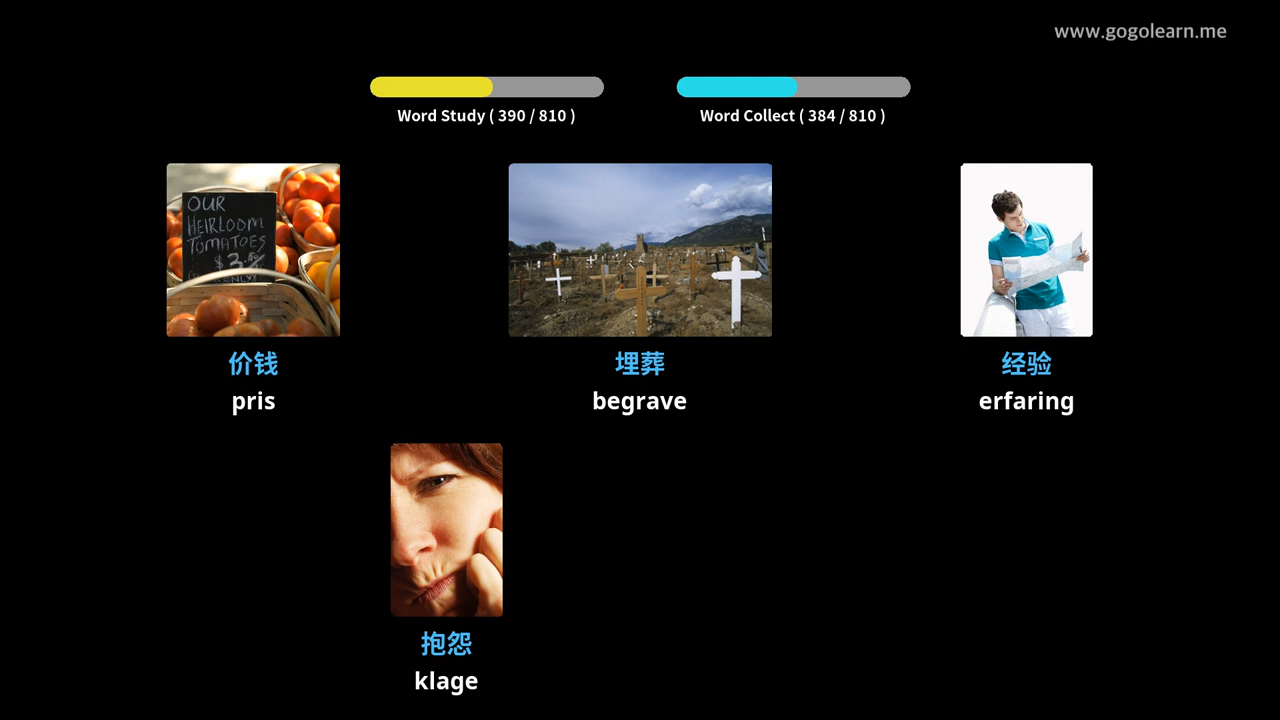 www.gogolearn.me
Word Study ( 390 / 810 )
Word Collect ( 384 / 810 )
OUR
HEIRLOOM
TOMATOES
价钱
pris
埋葬
begrave
经验
erfaring
抱怨
klage